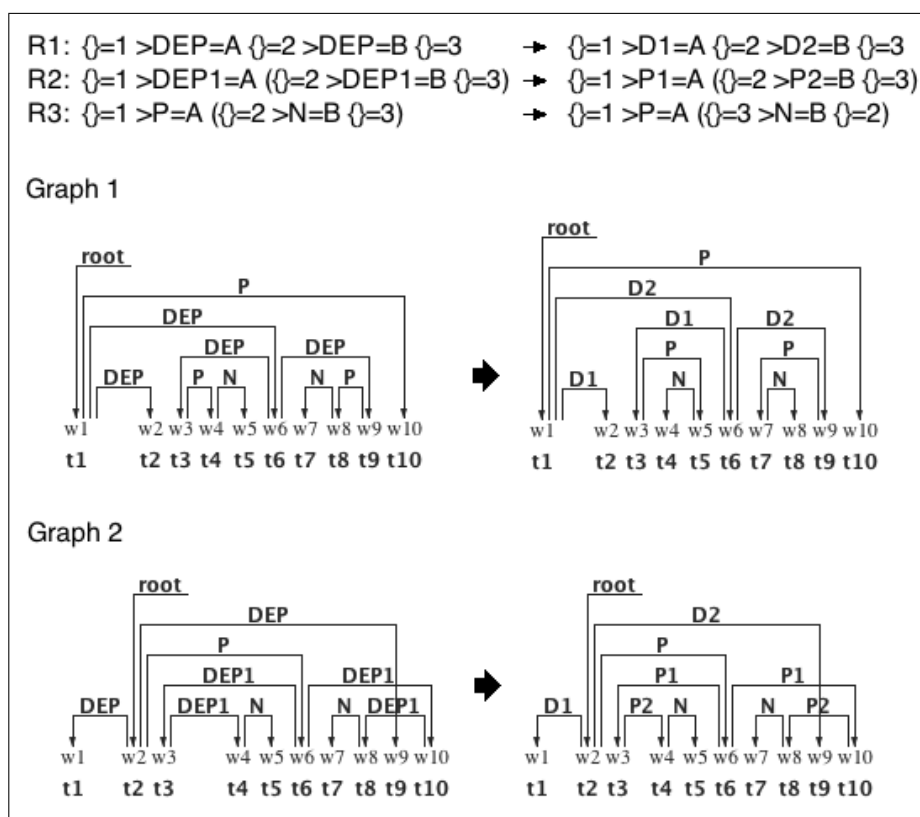 R1: {}=1 >DEP=A {}=2 >DEP=B {}=3 → {}=1 >D1=A {}=2 >D2=B {}=3
R2: {}=1 >DEP1=A ({}=2 >DEP1=B {}=3) → {}=1 >P1=A ({}=2 >P2=B {}=3)
R3: {}=1 >P=A ({}=2 >N=B {}=3) → {}=1 >P=A ({}=3 >N=B {}=2)
Graph 1
root
P
DEP
DEP DEP
DEP P N N P
w1 w2 w3 w4 w5 w6 w7 w8 w9 w10
t1 t2 t3 t4 t5 t6 t7 t8 t9 t10
root
P
D2
D1 D2
P P
D1 N N
w1 w2 w3 w4 w5 w6 w7 w8 w9 w10
t1 t2 t3 t4 t5 t6 t7 t8 t9 t10
Graph 2
root
DEP
P
DEP1 DEP1
DEP DEP1 N N DEP1
w1 w2 w3 w4 w5 w6 w7 w8 w9 w10
t1 t2 t3 t4 t5 t6 t7 t8 t9 t10
root
D2
P
P1 P1
D1 P2 N N P2
w1 w2 w3 w4 w5 w6 w7 w8 w9 w10
t1 t2 t3 t4 t5 t6 t7 t8 t9 t10